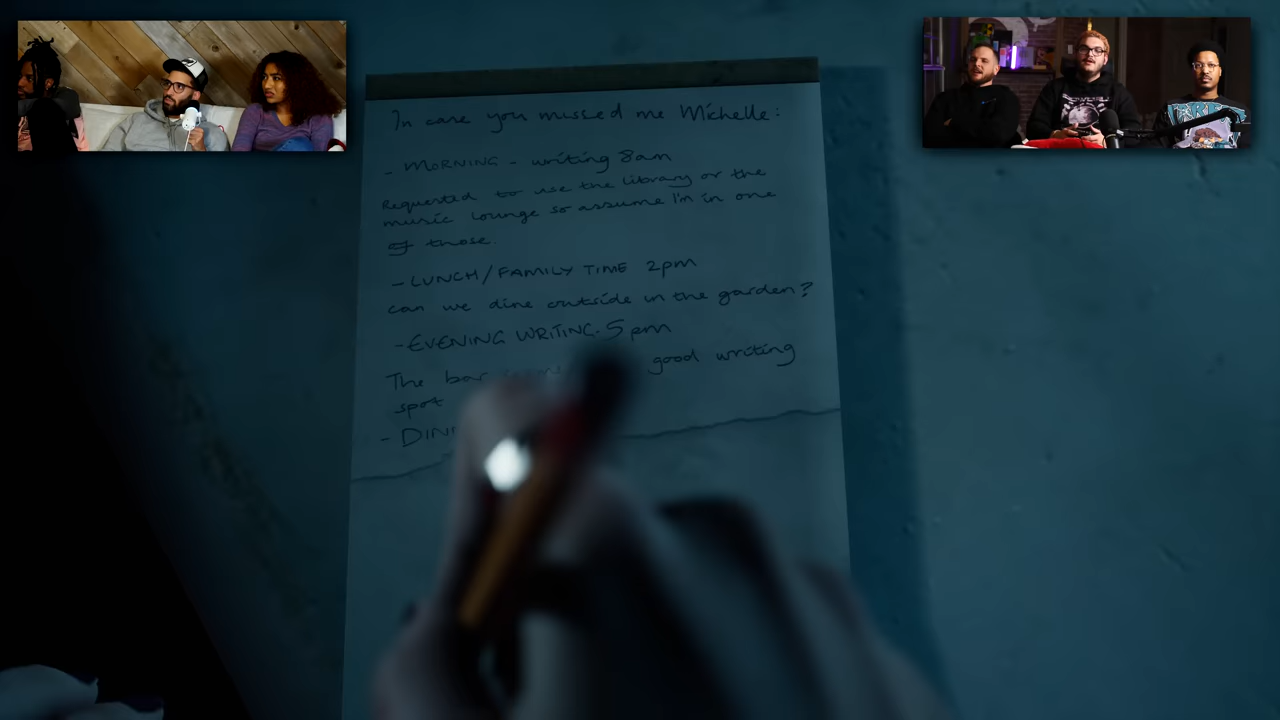 In case you missed me Michelle:
- MORNING - writing 8am
Requested to use the library or the
music lounge so assume I'm in one
of those.
- LUNCH/FAMILY TIME 2pm
can we dine outside in the garden?
- EVENING WRITING - 5pm
The bar good writing
spot
- DIN